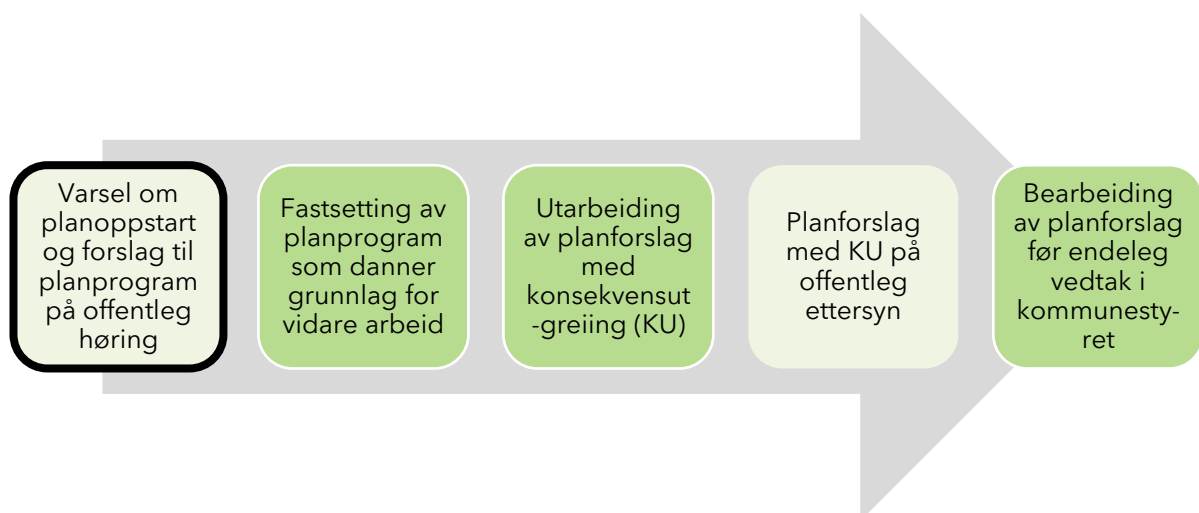 Varsel om
planoppstart
og forslag til
planprogram
på offentleg
høring
Fastsetting av
planprogram
som danner
grunnlag for
vidare arbeid
Utarbeiding
av planforslag
med
konsekvensut
-greiing (KU)
Planforslag
med KU på
offentleg
ettersyn
Bearbeiding
av planforslag
før endeleg
vedtak i
kommunesty-
ret